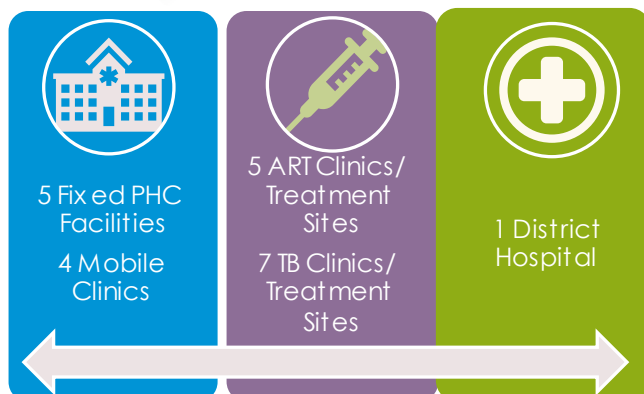 5 Fixed PHC
Facilities
4 Mobile
Clinics
5 ART Clinics/
Treatment
Sites
7 TB Clinics/
Treatment
Sites
1 District
Hospital